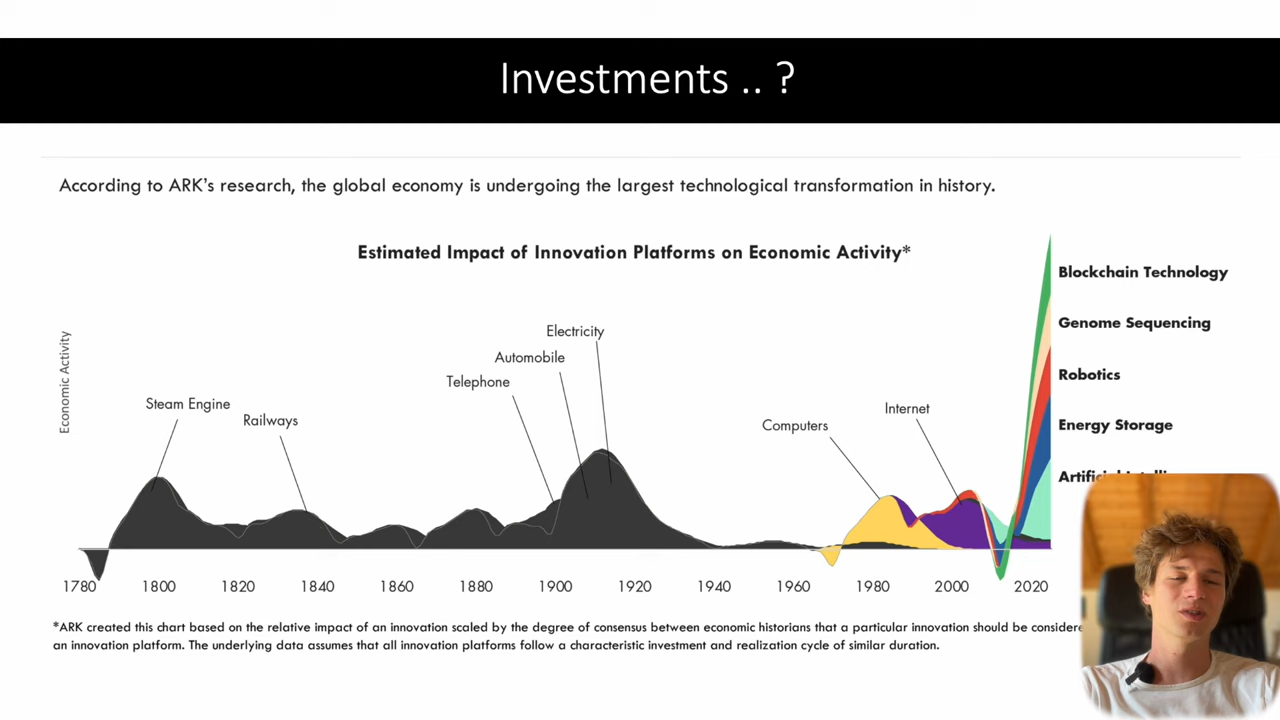 Investments .. ?
According to ARK's research, the global economy is undergoing the largest technological transformation in history.
Estimated Impact of Innovation Platforms on Economic Activity*
Economic Activity
Steam Engine
Railways
Telephone
Automobile
Electricity
Computers
Internet
Blockchain Technology
Genome Sequencing
Robotics
Energy Storage
1780 1800 1820 1840 1860 1880 1900 1920 1940 1960 1980 2000 2020
*ARK created this chart based on the relative impact of an innovation scaled by the degree of consensus between economic historians that a particular innovation should be
an innovation platform. The underlying data assumes that all innovation platforms follow a characteristic investment and realization cycle of similar duration.